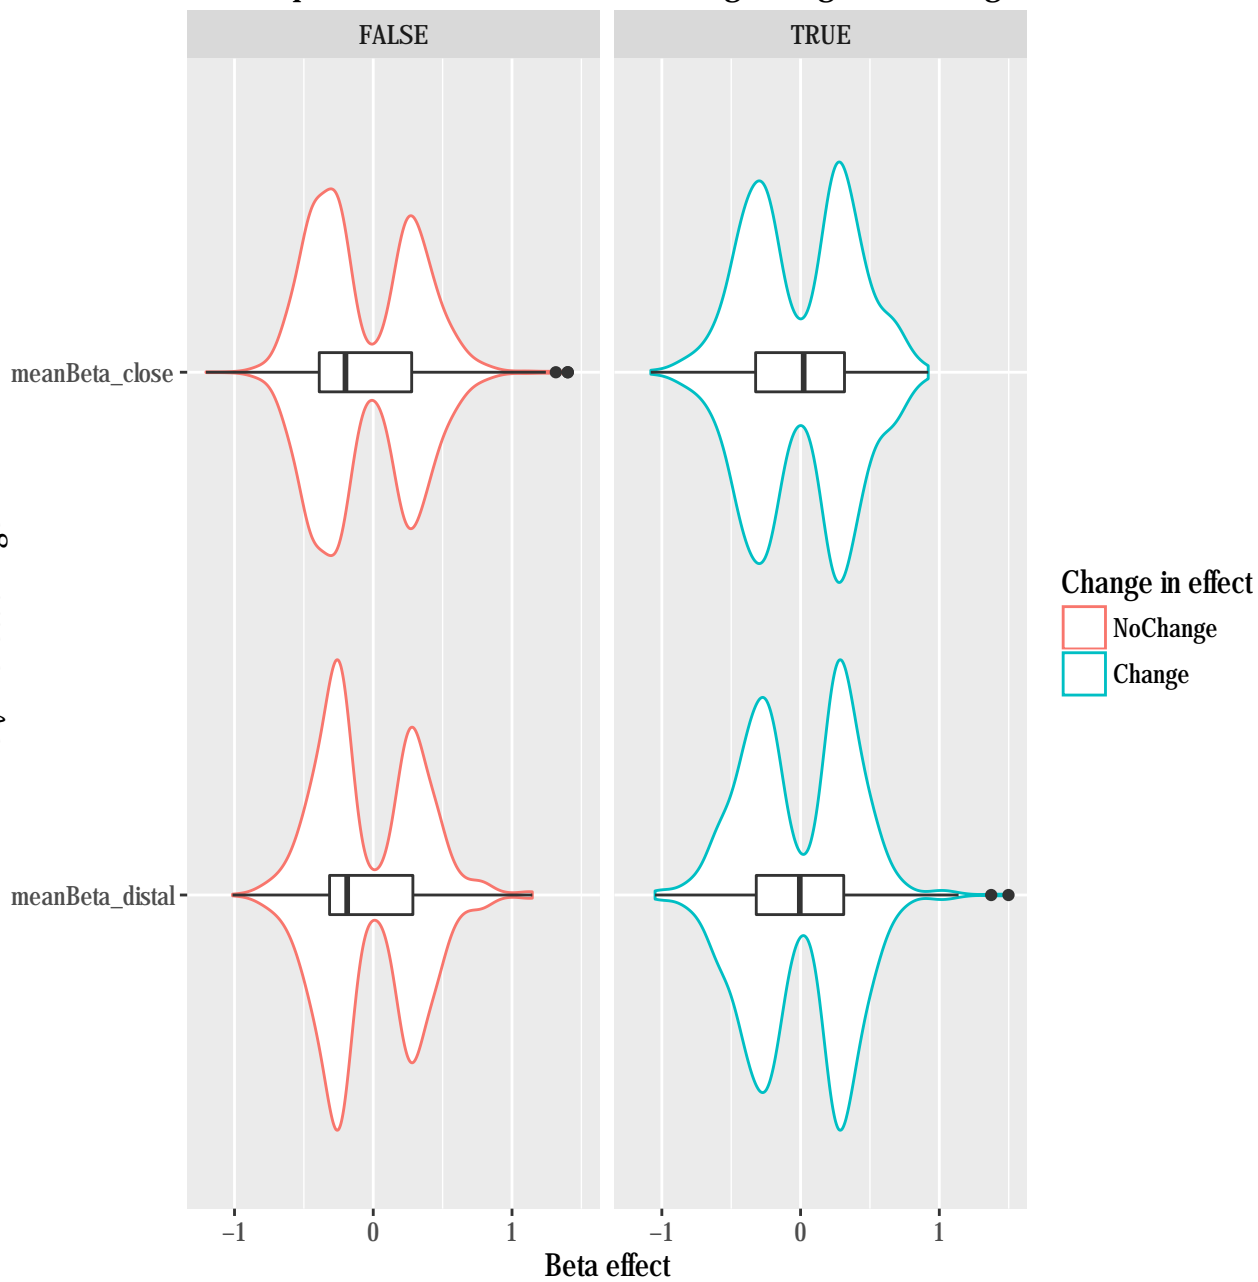 FALSE
TRUE
meanBeta_close
meanBeta_distal
Change in effect
NoChange
Change
−1
0
1
−1
0
1
Beta effect